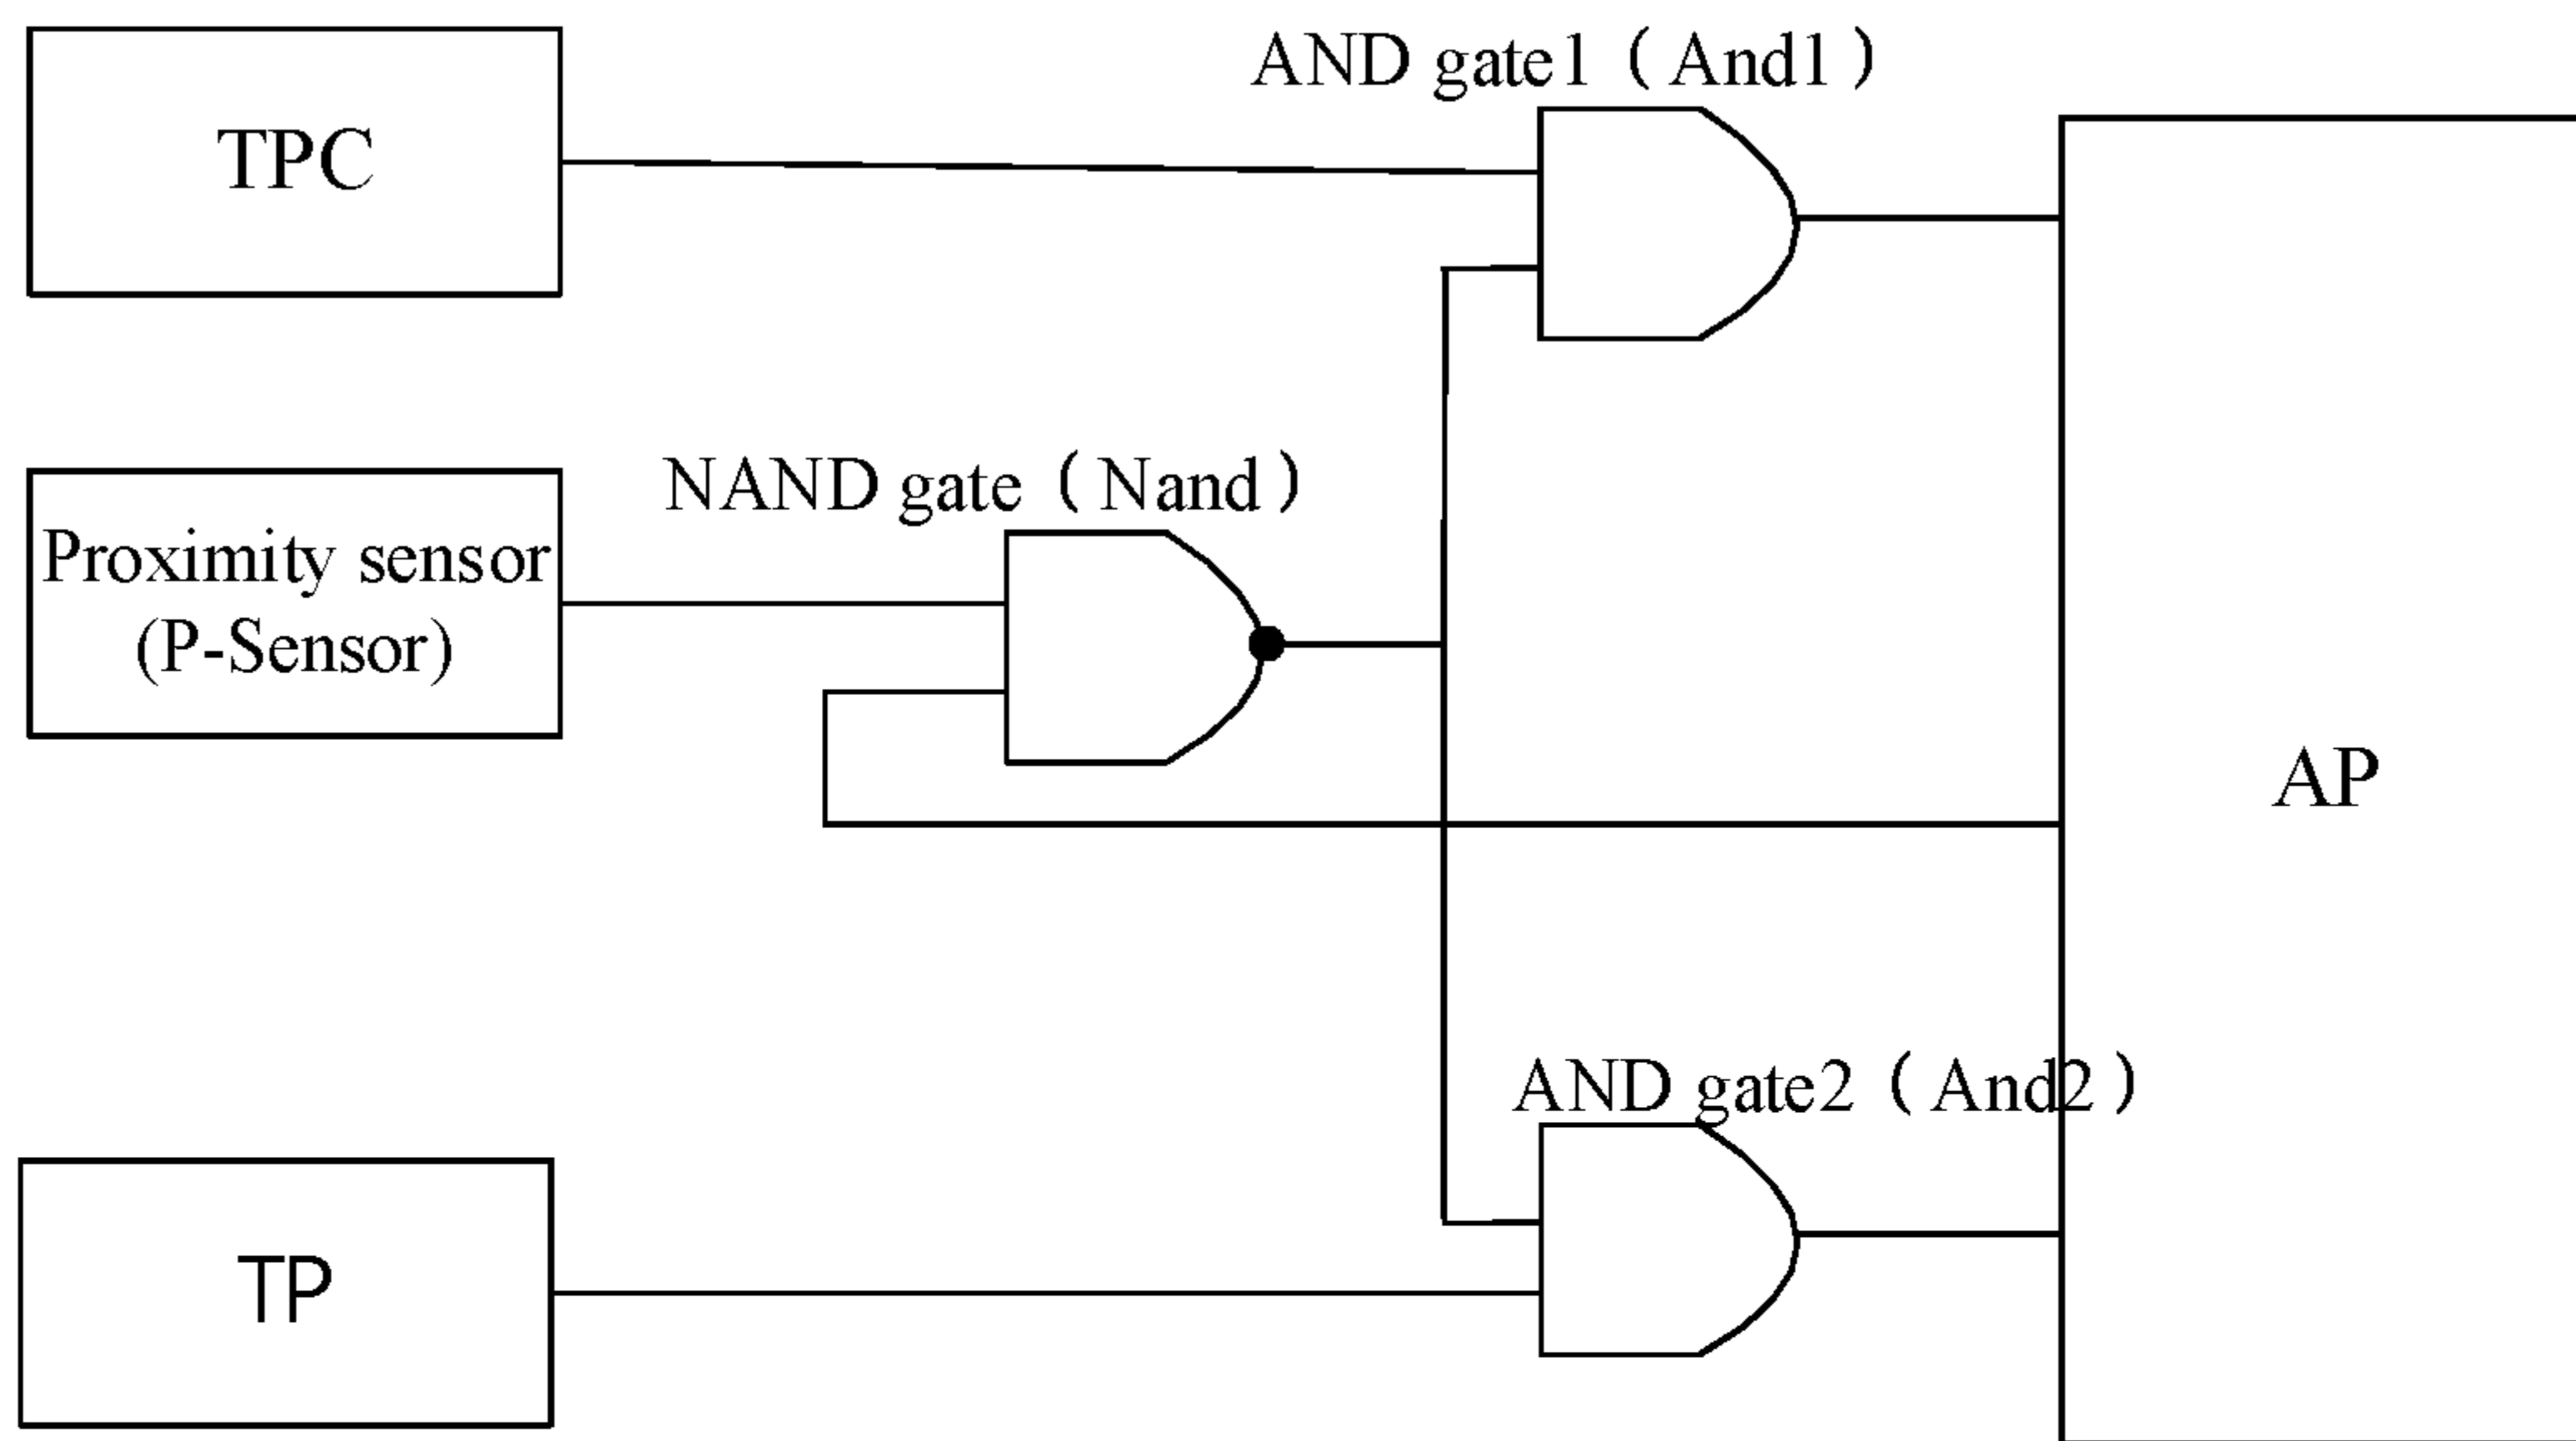 AND gate1 （And1）
TPC
NAND gate（Nand）
Proximity sensor
(P-Sensor)
AP
AND gate2（And2）
TP